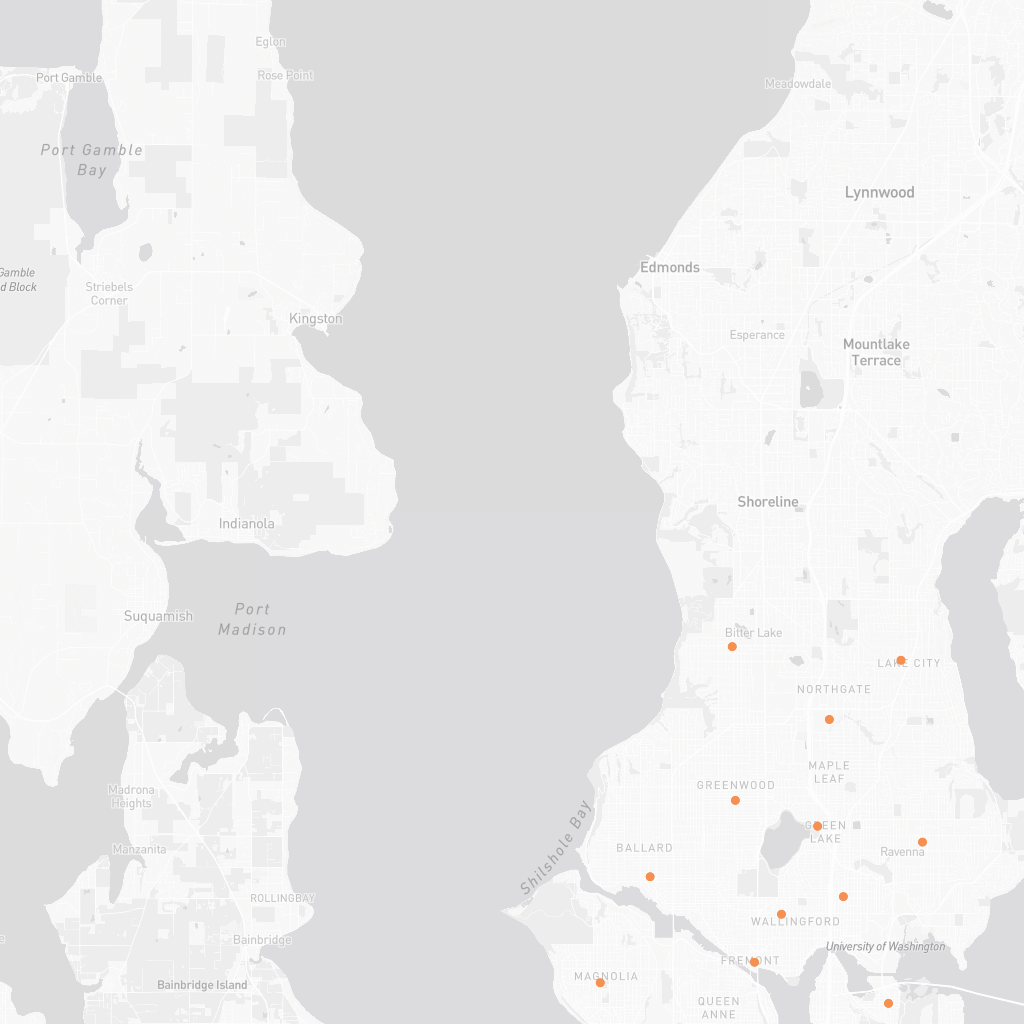 Eglon
Port Gamble
Rose Point
Meadowdale
Port Gamble
Bay
Lynnwood
Gamble
d Block
Edmonds
Striebels
Corner
Kingston
Esperance
Mountlake
Terrace
Shoreline
Indianola
Suquamish
Port
Madison
Bitter Lake
LAKE CITY
NORTHGATE
MAPLE
LEAF
GREENWOOD
Madrona
Heights
Shilshole Bay
GREEN
LAKE
Manzanita
BALLARD
Ravenna
ROLLINGBAY
WALLINGFORD
Bainbridge
University of Washington
FREMONT
MAGNOLIA
Bainbridge Island
QUEEN
ANNE